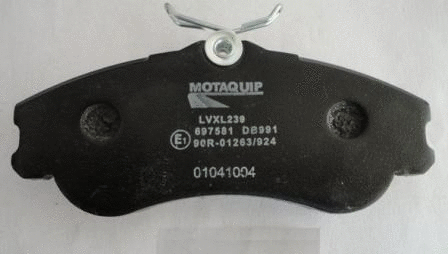 MOTAQUIP
LVXL239
697581 DB991
E1 90R-01263/924
01041004